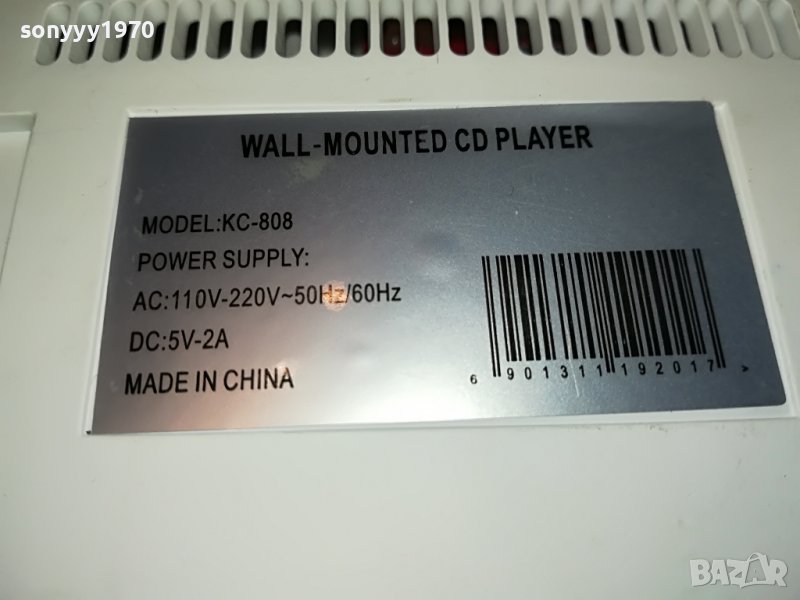 sonyyy1970
WALL-MOUNTED CD PLAYER
MODEL:KC-808
POWER SUPPLY:
AC:110V-220V~50Hz/60Hz
DC:5V-2A
MADE IN CHINA
6 901311 192017 >
BAZAR